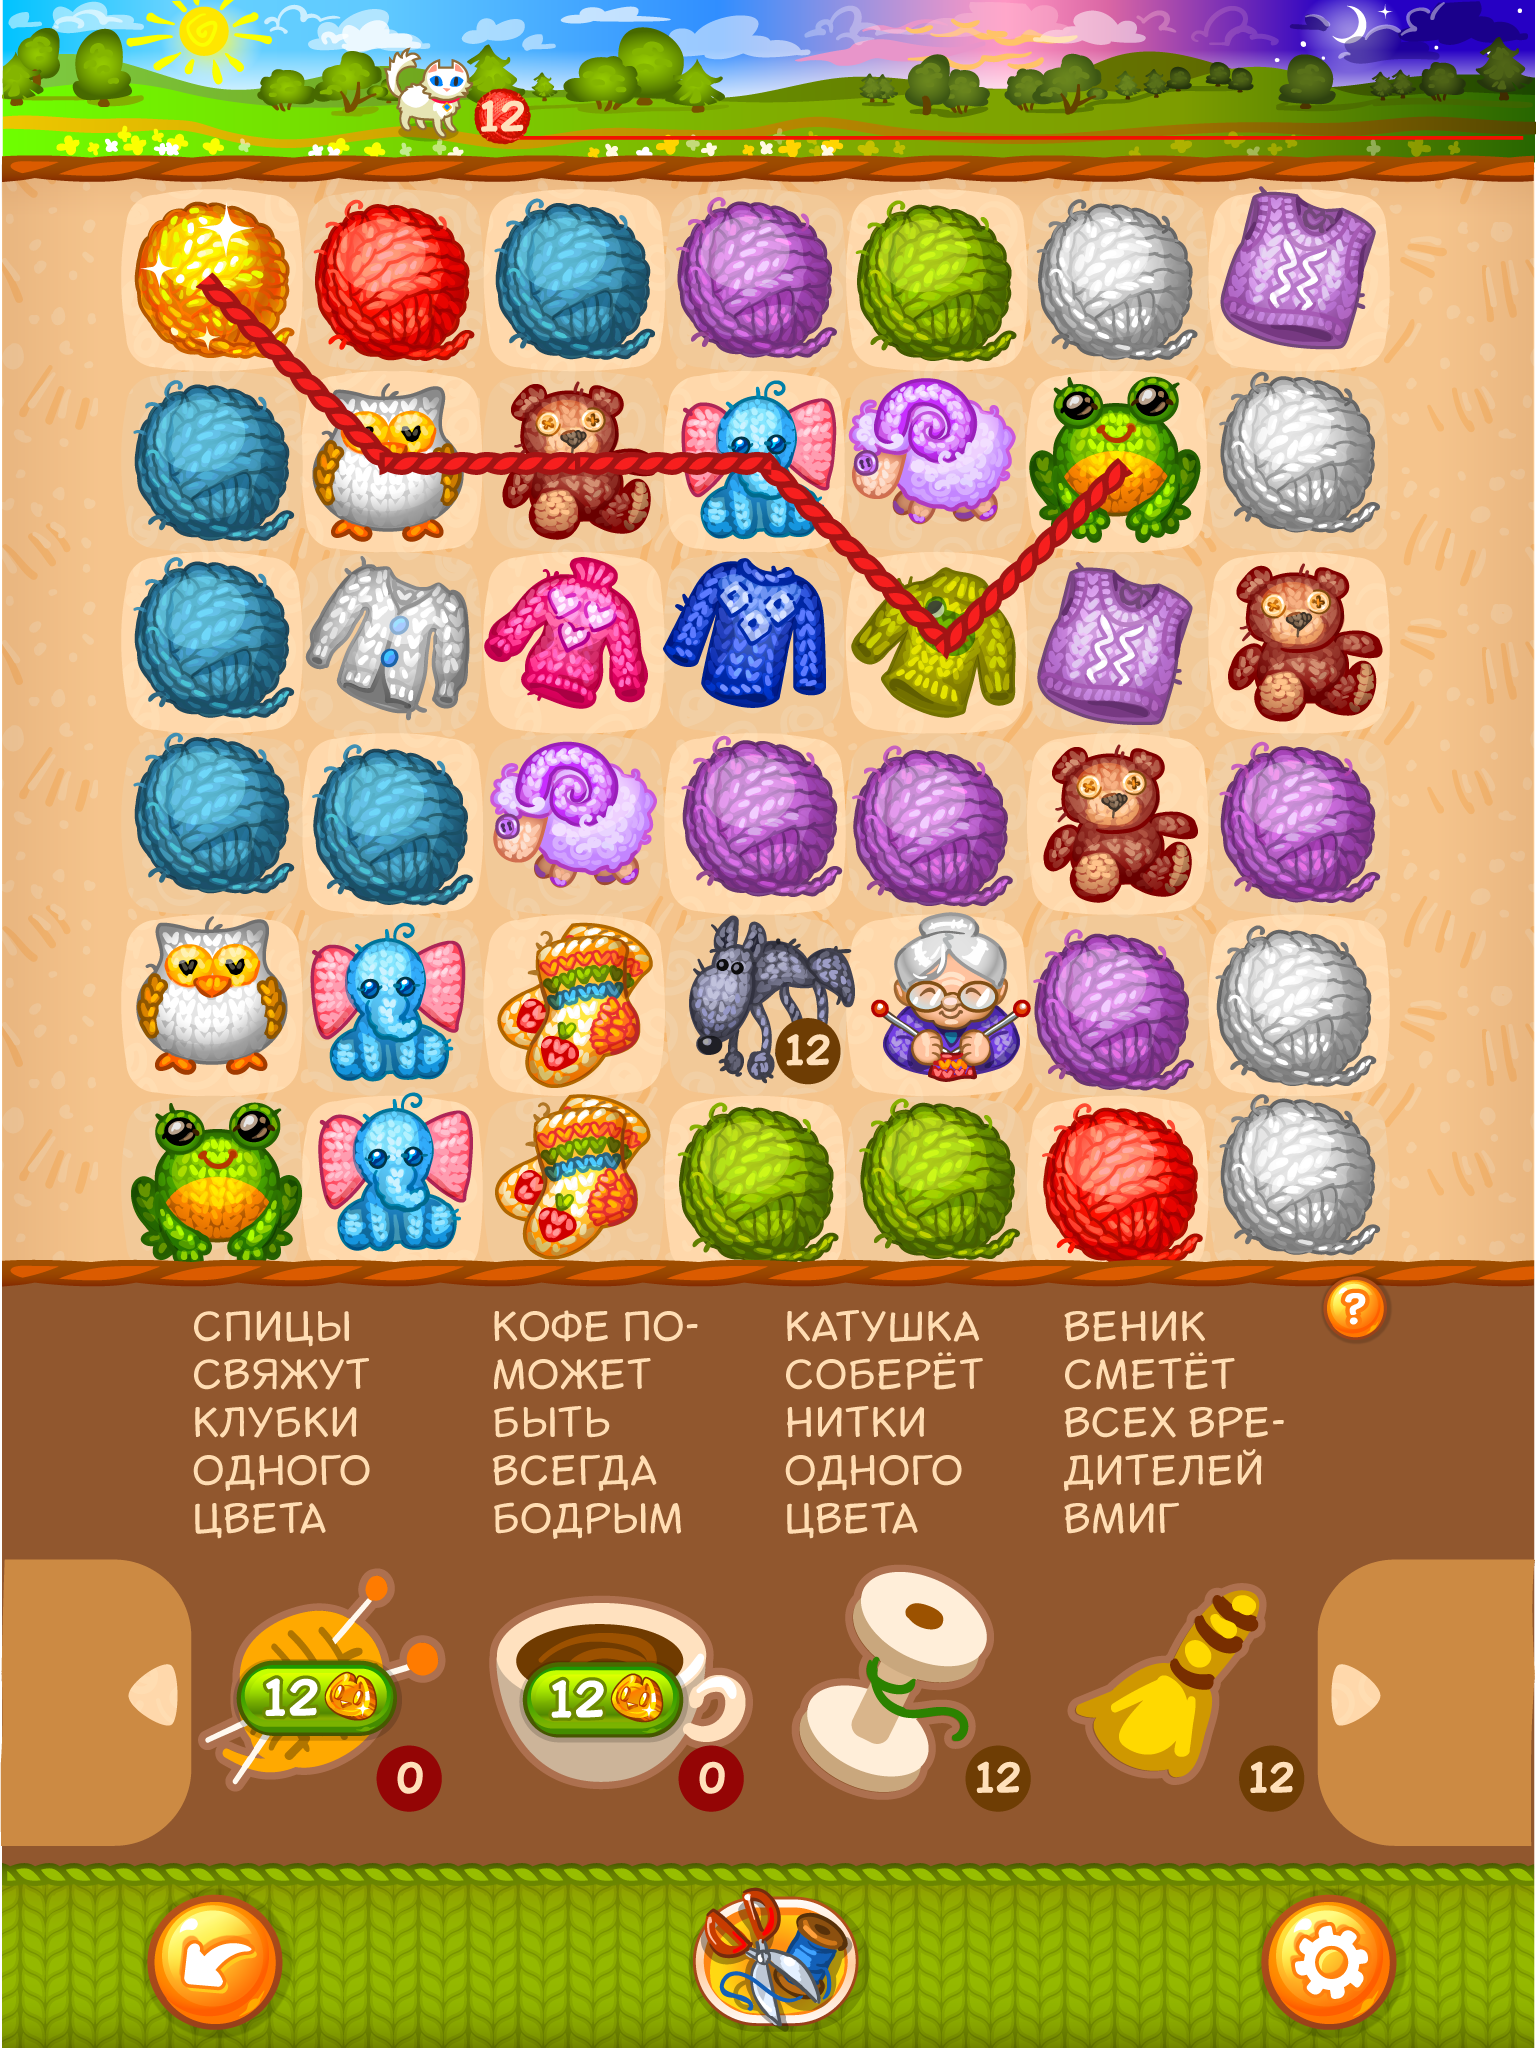 12
12
?
СПИЦЫ
СВЯЖУТ
КЛУБКИ
ОДНОГО
ЦВЕТА
КОФЕ ПО-
МОЖЕТ
БЫТЬ
ВСЕГДА
БОДРЫМ
КАТУШКА
СОБЕРЁТ
НИТКИ
ОДНОГО
ЦВЕТА
ВЕНИК
СМЕТЁТ
ВСЕХ ВРЕ-
ДИТЕЛЕЙ
ВМИГ
12
0
12
0
12
12